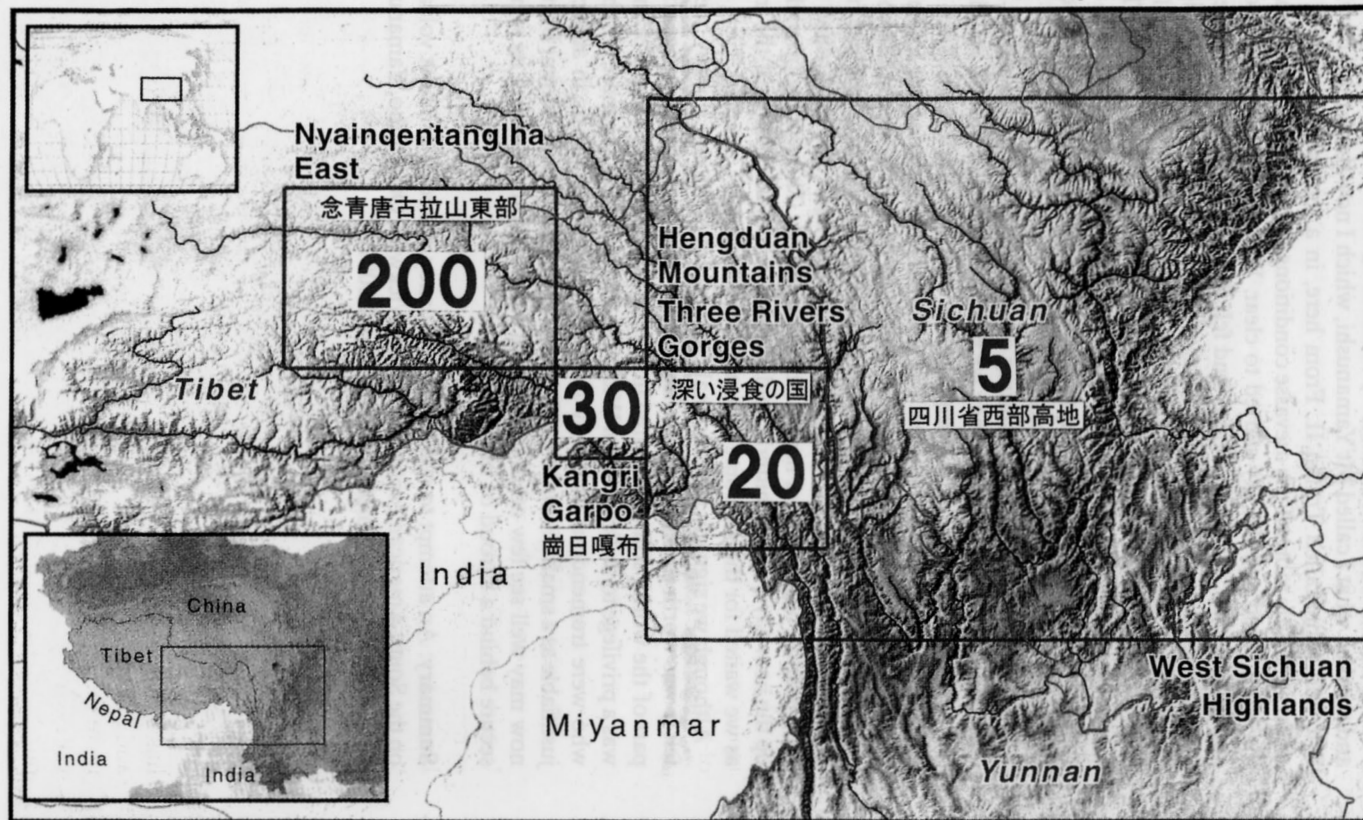 Nyainqentanglha
East
念青唐古拉山東部
200
Hengduan
Mountains
Three Rivers
Gorges
Sichuan
5
四川省西部高地
Tibet
30
深い浸食の国
20
Kangri
Garpo
崗日嘎布
India
China
Tibet
Nepal
India
India
Miyanmar
West Sichuan
Highlands
Yunnan